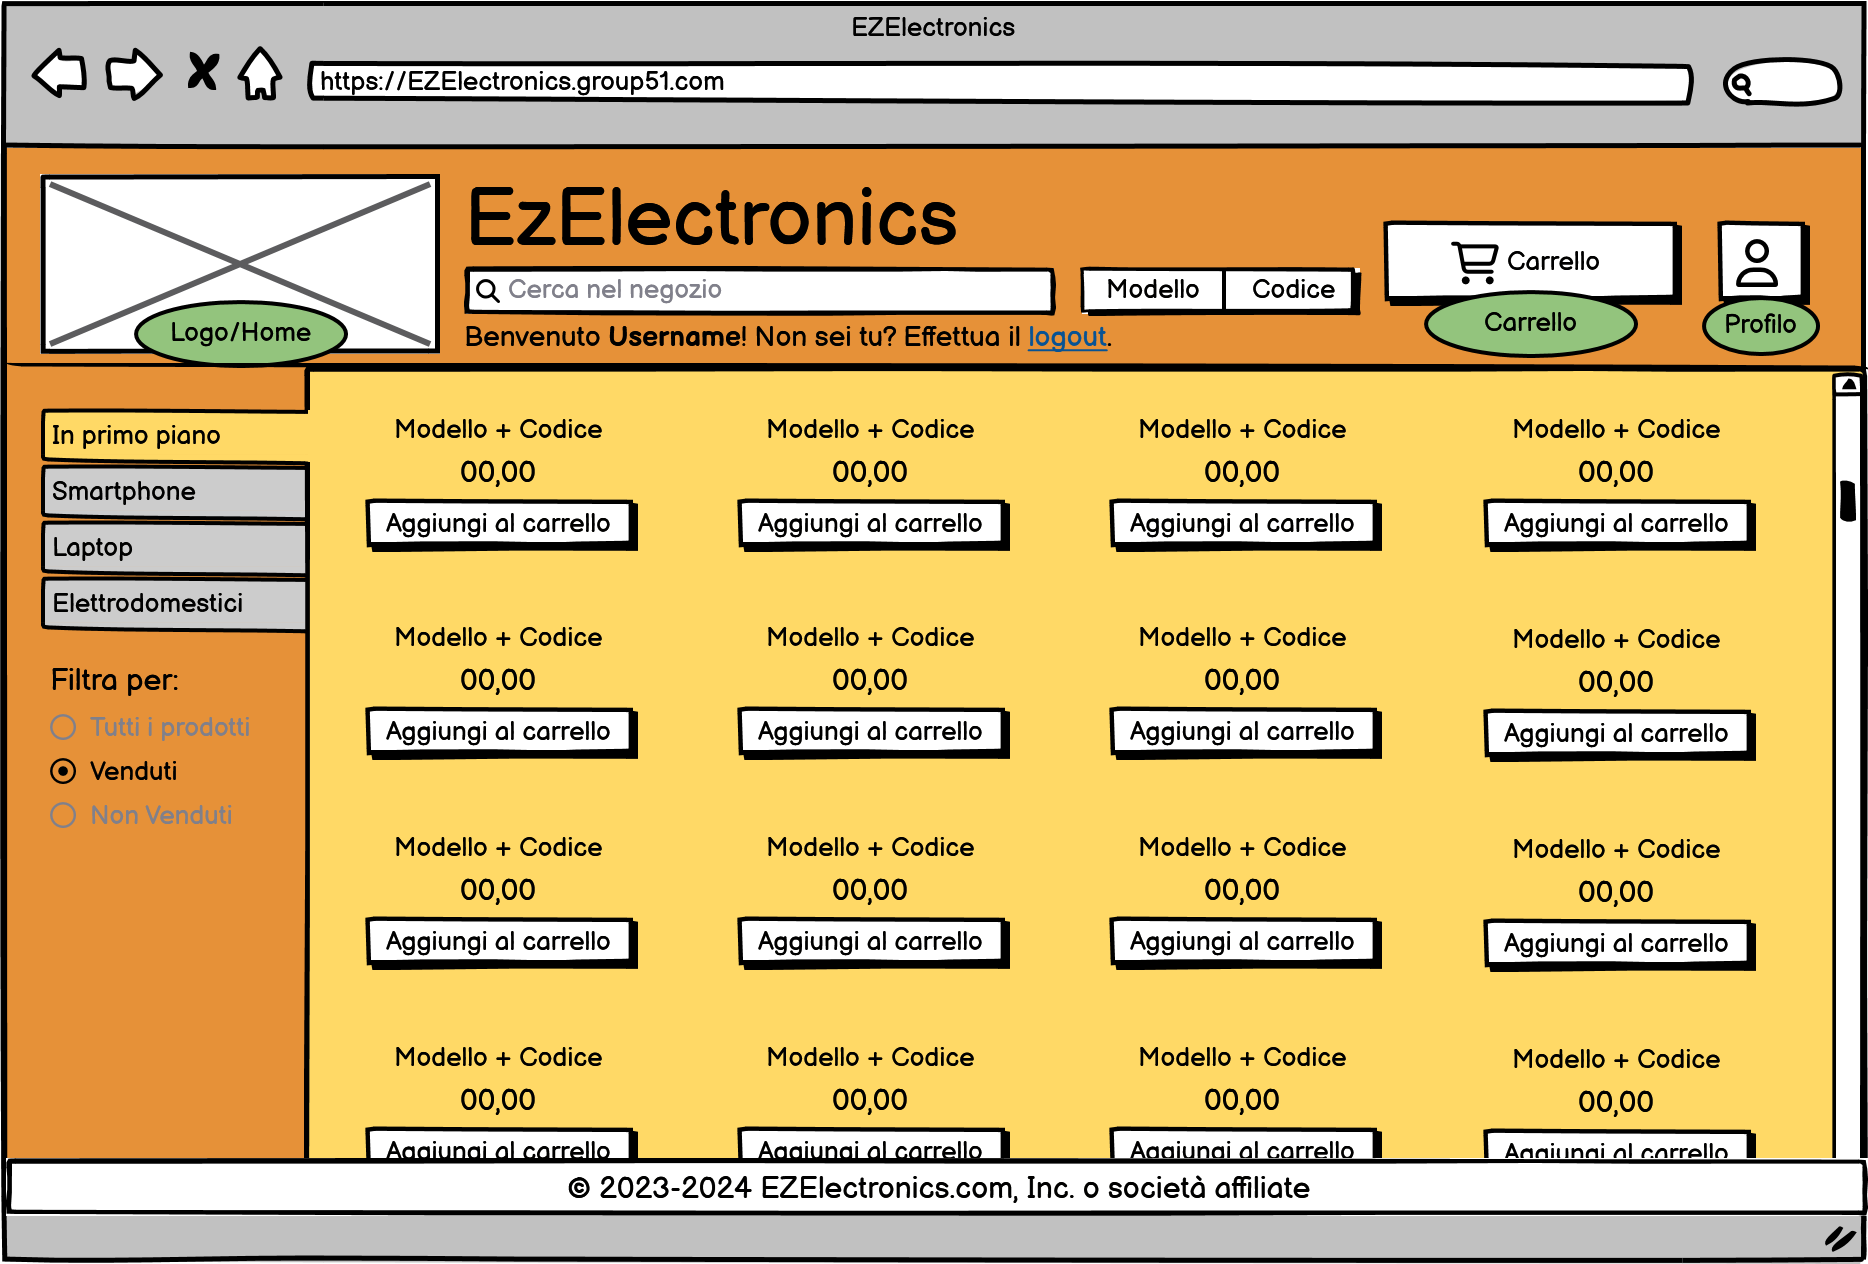 EZElectronics
https://EZElectronics.group51.com
EzElectronics
Cerca nel negozio
Modello Codice
Carrello
Logo/Home
Benvenuto Username! Non sei tu? Effettua il logout.
Carrello
Profilo
In primo piano
Smartphone
Laptop
Elettrodomestici
Filtra per:
Tutti i prodotti
Venduti
Non Venduti
Modello + Codice Modello + Codice Modello + Codice Modello + Codice
00,00 00,00 00,00 00,00
Aggiungi al carrello Aggiungi al carrello Aggiungi al carrello Aggiungi al carrello
Modello + Codice Modello + Codice Modello + Codice Modello + Codice
00,00 00,00 00,00 00,00
Aggiungi al carrello Aggiungi al carrello Aggiungi al carrello Aggiungi al carrello
Modello + Codice Modello + Codice Modello + Codice Modello + Codice
00,00 00,00 00,00 00,00
Aggiungi al carrello Aggiungi al carrello Aggiungi al carrello Aggiungi al carrello
Modello + Codice Modello + Codice Modello + Codice Modello + Codice
00,00 00,00 00,00 00,00
Aggiungi al carrello Aggiungi al carrello Aggiungi al carrello Aggiungi al carrello
© 2023-2024 EZElectronics.com, Inc. o società affiliate